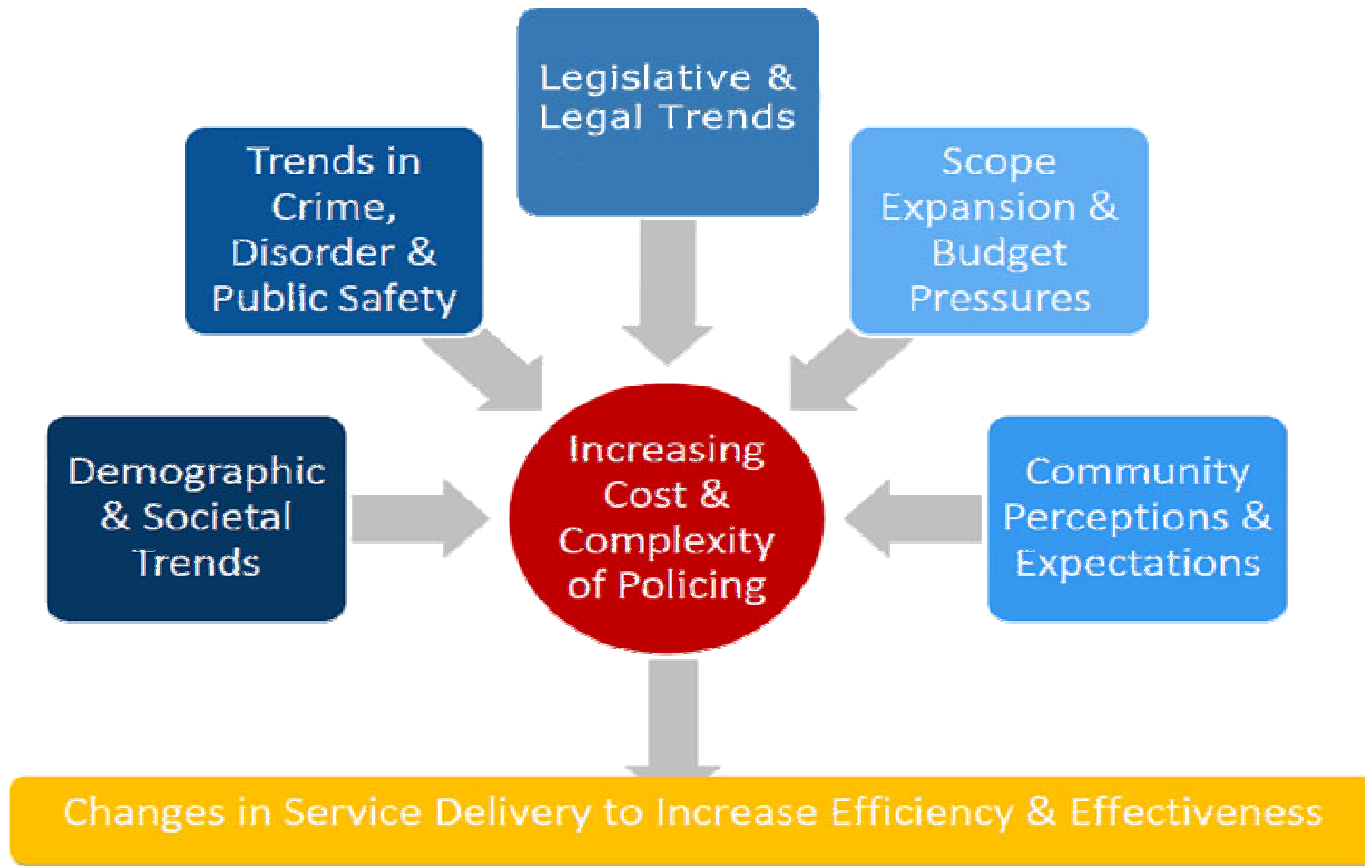 Legislative &
Legal Trends
Trends in
Crime,
Disorder &
Public Safety
Scope
Expansion &
Budget
Pressures
Demographic
& Societal
Trends
Increasing
Cost &
Complexity
of Policing
Community
Perceptions &
Expectations
Changes in Service Delivery to Increase Efficiency & Effectiveness